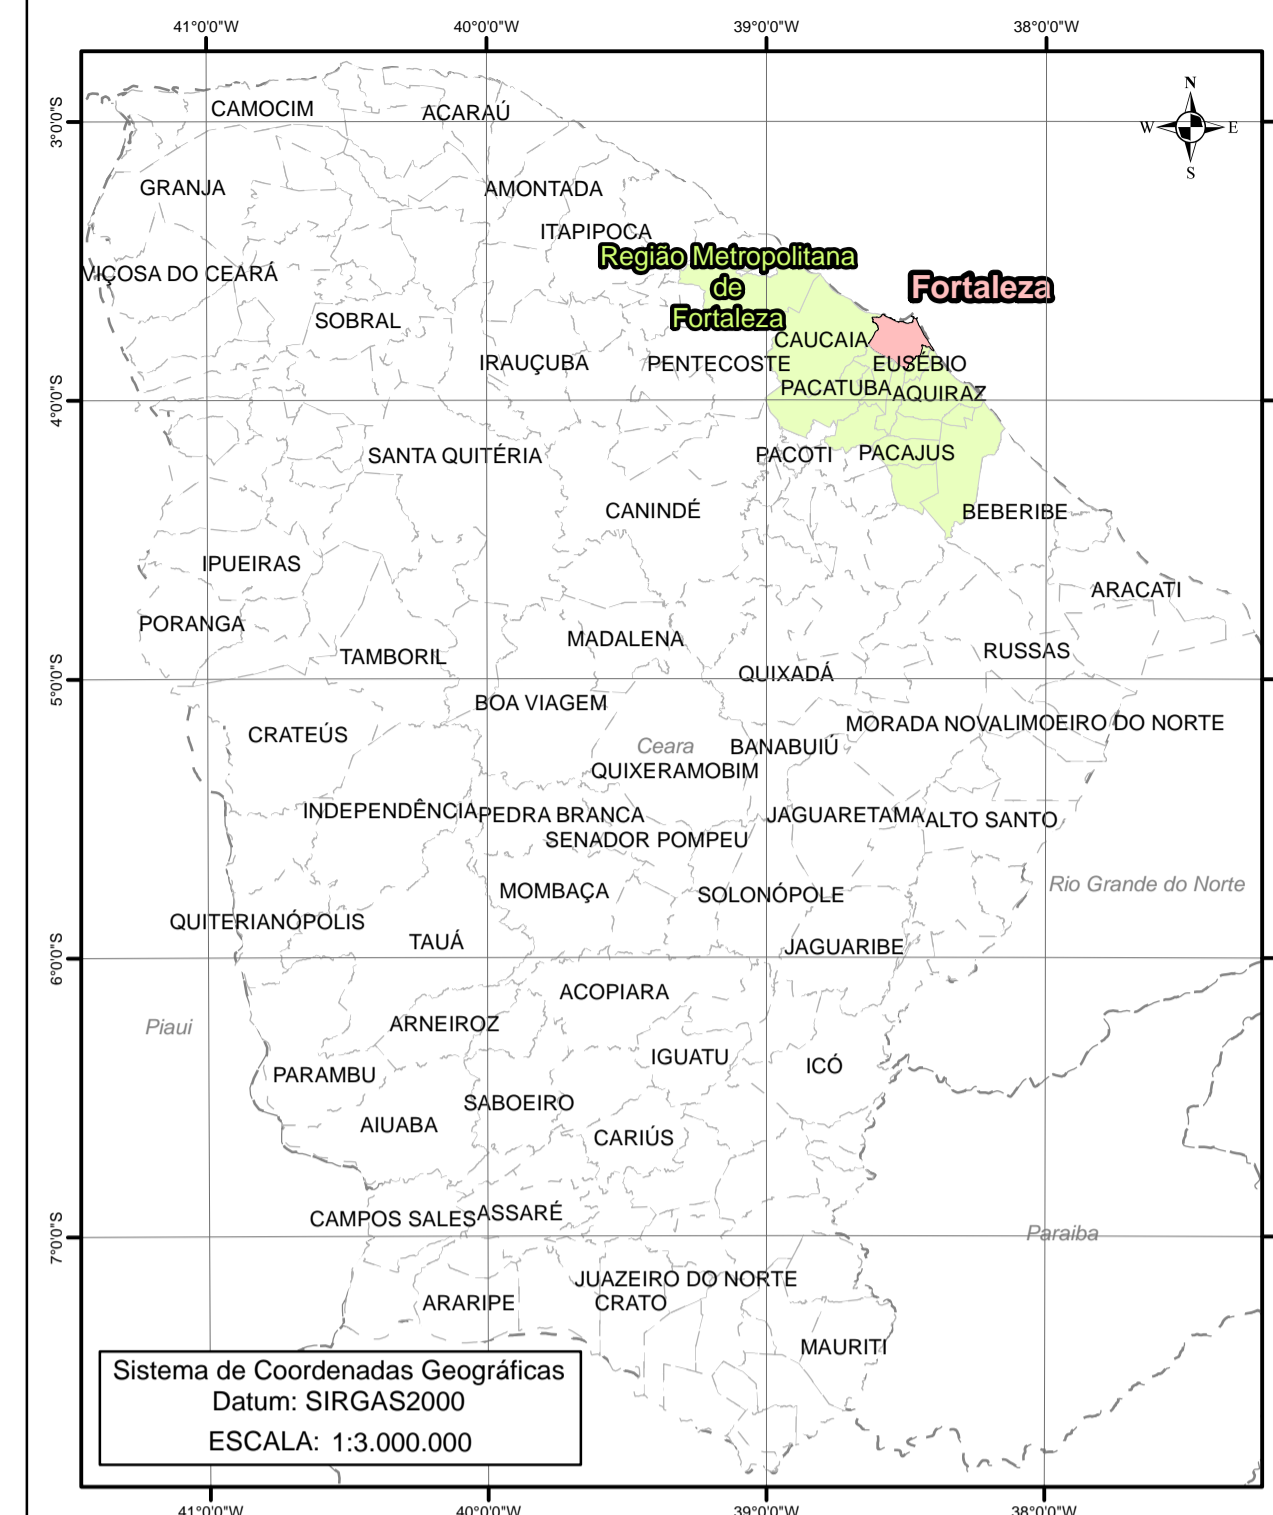 41°0'0"W 40°0'0"W 39°0'0"W 38°0'0"W
N
W E
S
3°0'0"S
CAMOCIM
ACARAÚ
GRANJA
AMONTADA
ITAPIPOCA
Região Metropolitana
de
Fortaleza
Fortaleza
VIÇOSA DO CEARÁ
SOBRAL
CAUCAIA
IRAUÇUBA
PENTECOSTE
EUSÉBIO
PACATUBA
AQUIRAZ
4°0'0"S
SANTA QUITÉRIA
PACOTI
PACAJUS
CANINDÉ
BEBERIBE
IPUEIRAS
ARACATI
PORANGA
MADALENA
TAMBORIL
RUSSAS
QUIXADÁ
5°0'0"S
BOA VIAGEM
CRATEÚS
MORADA NOVA
LIMOEIRO DO NORTE
Ceara
BANABUIÚ
QUIXERAMOBIM
INDEPENDÊNCIA
PEDRA BRANCA
JAGUARETAMA
ALTO SANTO
SENADOR POMPEU
Rio Grande do Norte
MOMBAÇA
SOLONÓPOLE
QUITERIANÓPOLIS
TAUÁ
JAGUARIBE
6°0'0"S
ACOPIARA
Piaui
ARNEIROZ
IGUATU
ICÓ
PARAMBU
SABOEIRO
AIUABA
CARIÚS
CAMPOS SALES
ASSARÉ
Paraiba
7°0'0"S
JUAZEIRO DO NORTE
ARARIPE
CRATO
MAURITI
Sistema de Coordenadas Geográficas
Datum: SIRGAS2000
ESCALA: 1:3.000.000
41°0'0"W 40°0'0"W 39°0'0"W 38°0'0"W